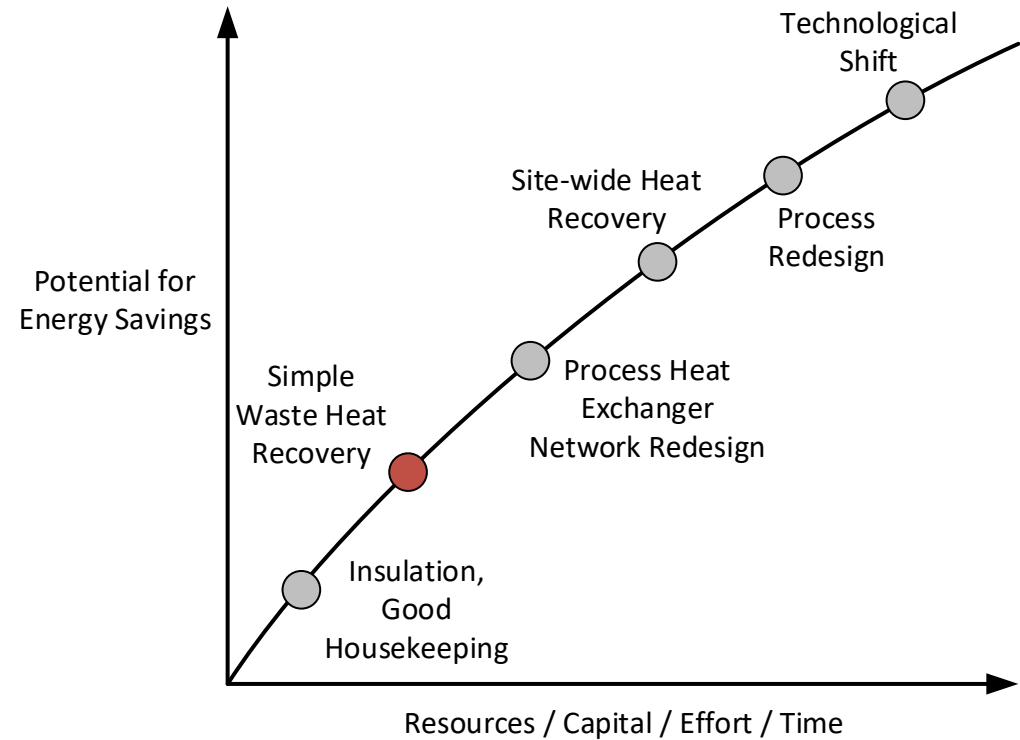 Technological
Shift
Site-wide Heat
Recovery
Process
Redesign
Potential for
Energy Savings
Simple
Waste Heat
Recovery
Process Heat
Exchanger
Network Redesign
Insulation,
Good
Housekeeping
Resources / Capital / Effort / Time